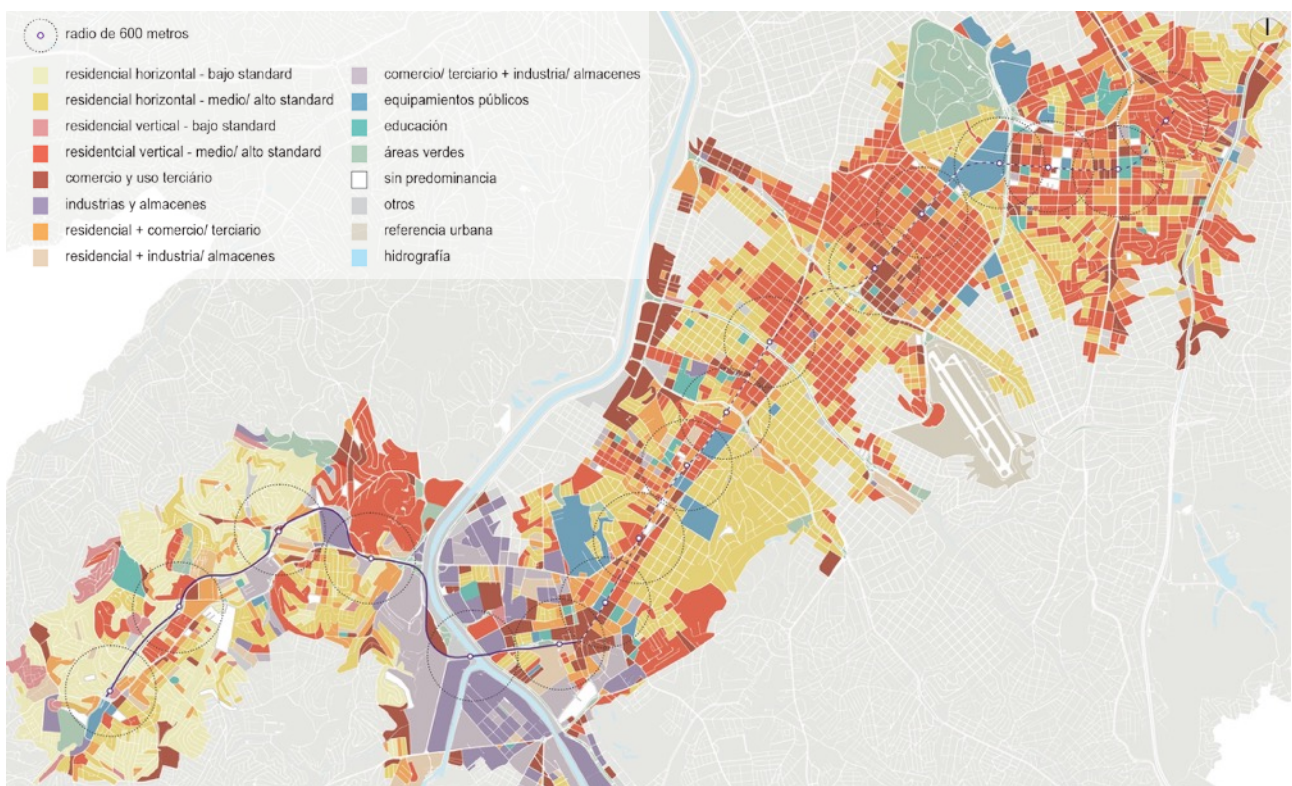 radio de 600 metros
residencial horizontal - bajo standard
residencial horizontal - medio/ alto standard
residencial vertical - bajo standard
residentcial vertical - medio/ alto standard
comercio y uso terciário
industrias y almacenes
residencial + comercio/ terciario
residencial + industria/ almacenes
comercio/ terciario + industria/ almacenes
equipamientos públicos
educación
áreas verdes
sin predominancia
otros
referencia urbana
hidrografía